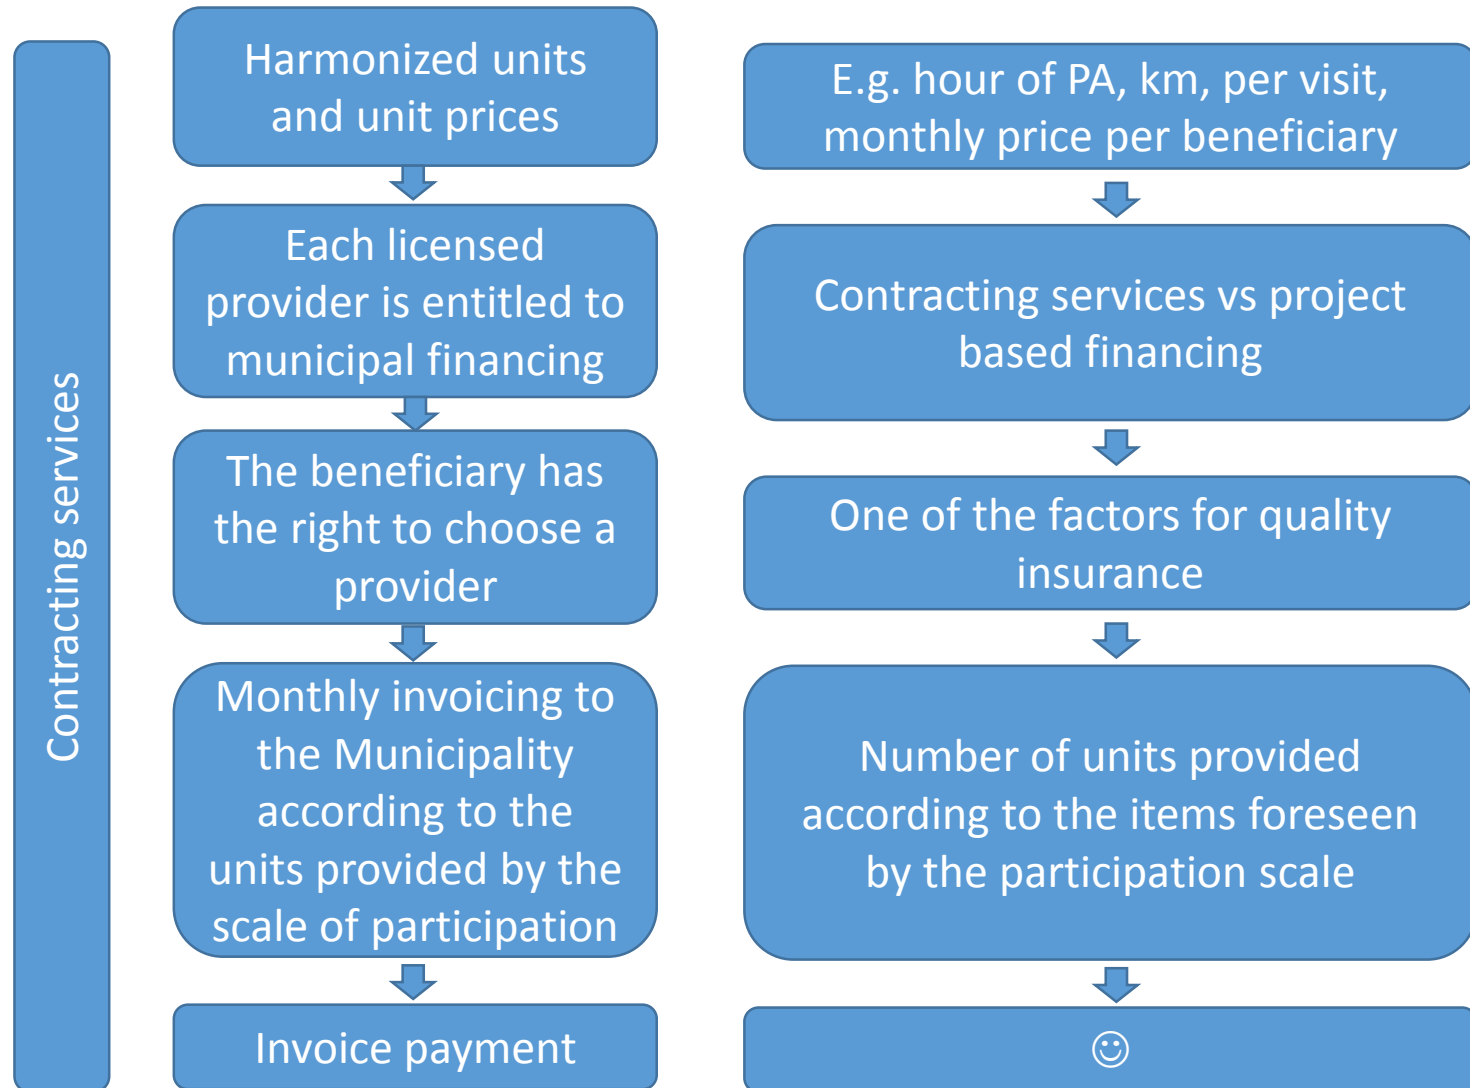 Contracting services
Harmonized units
and unit prices
Each licensed
provider is entitled to
municipal financing
The beneficiary has
the right to choose a
provider
Monthly invoicing to
the Municipality
according to the
units provided by the
scale of participation
Invoice payment
E.g. hour of PA, km, per visit,
monthly price per beneficiary
Contracting services vs project
based financing
One of the factors for quality
insurance
Number of units provided
according to the items foreseen
by the participation scale
☺